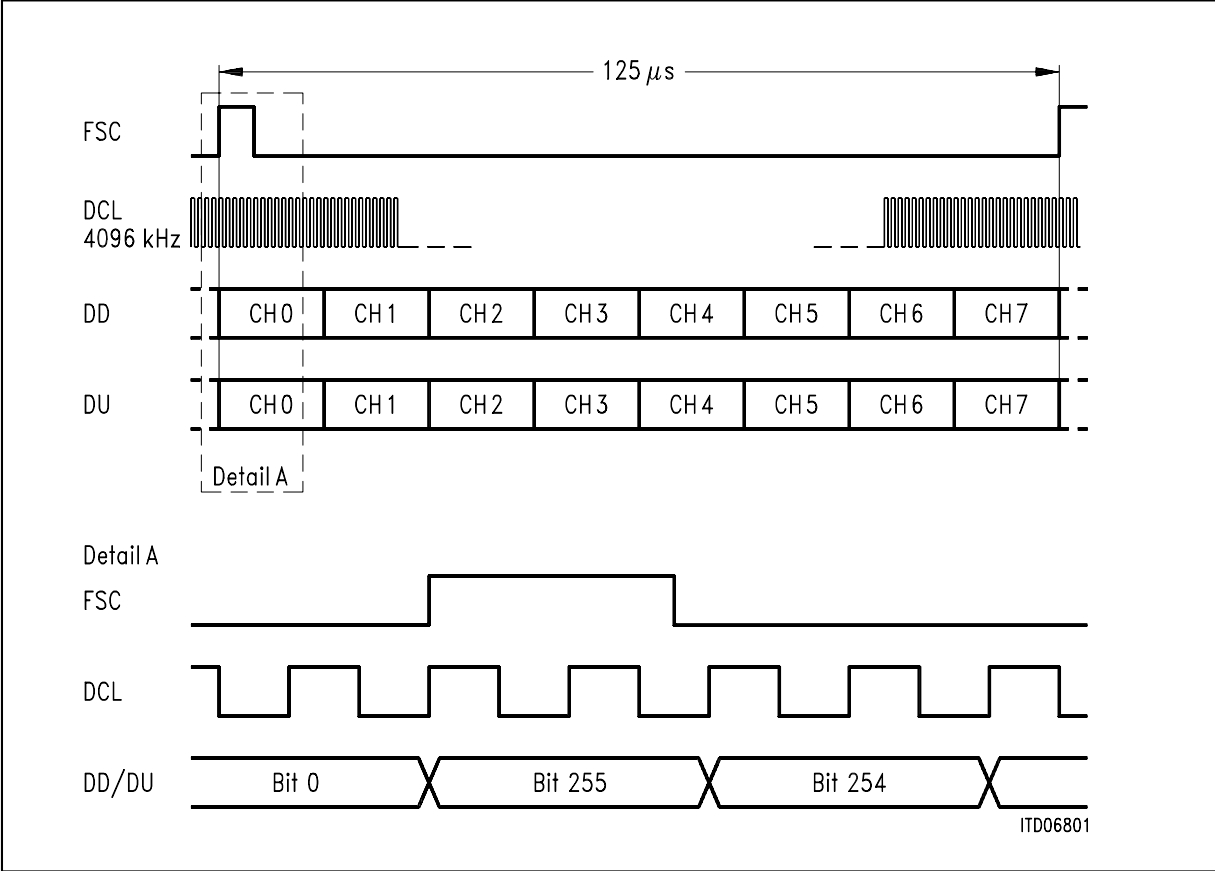 125 μs
FSC
DCL
4096 kHz
DD CH0 CH1 CH2 CH3 CH4 CH5 CH6 CH7
DU CH0 CH1 CH2 CH3 CH4 CH5 CH6 CH7
Detail A
Detail A
FSC
DCL
DD/DU Bit 0 Bit 255 Bit 254
ITD06801